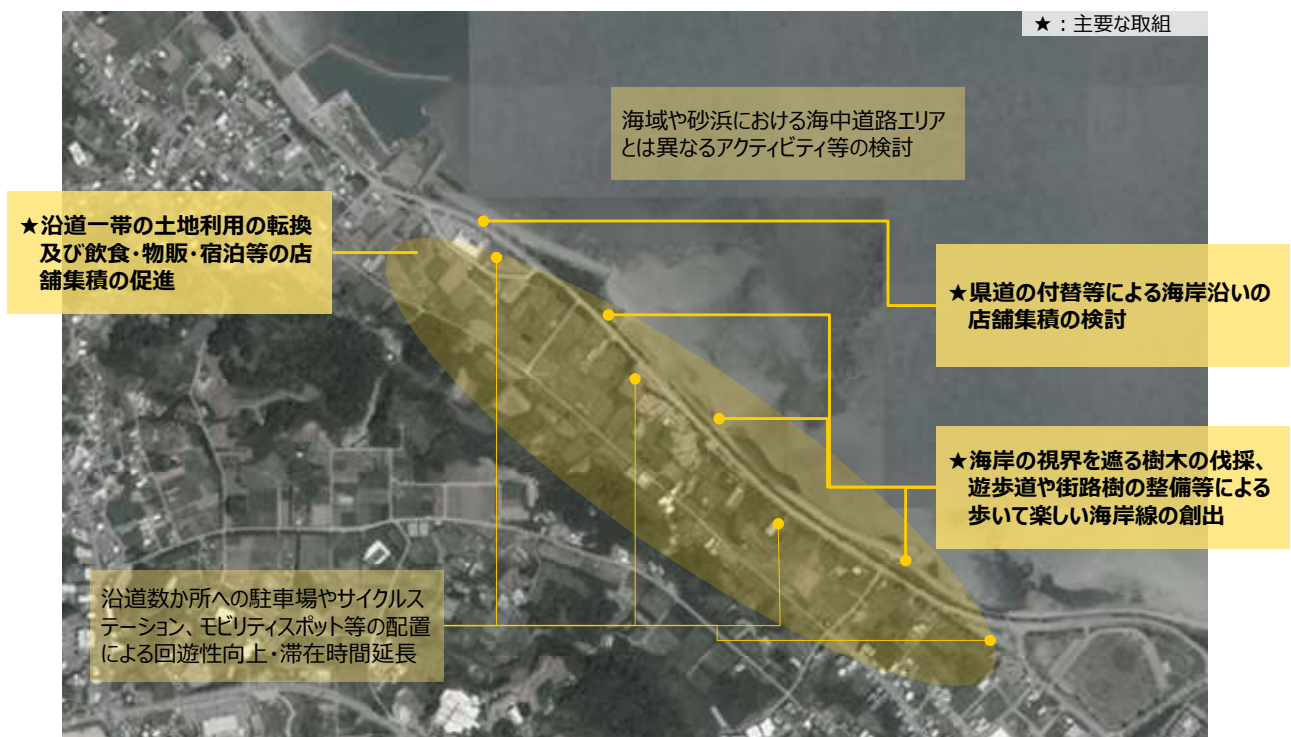 ★：主要な取組
海域や砂浜における海中道路エリア
とは異なるアクティビティ等の検討
★沿道一帯の土地利用の転換
及び飲食・物販・宿泊等の店
舗集積の促進
★県道の付替等による海岸沿いの
店舗集積の検討
★海岸の視界を遮る樹木の伐採、
遊歩道や街路樹の整備等による
歩いて楽しい海岸線の創出
沿道数か所への駐車場やサイクルス
テーション、モビリティスポット等の配置
による回遊性向上・滞在時間延長